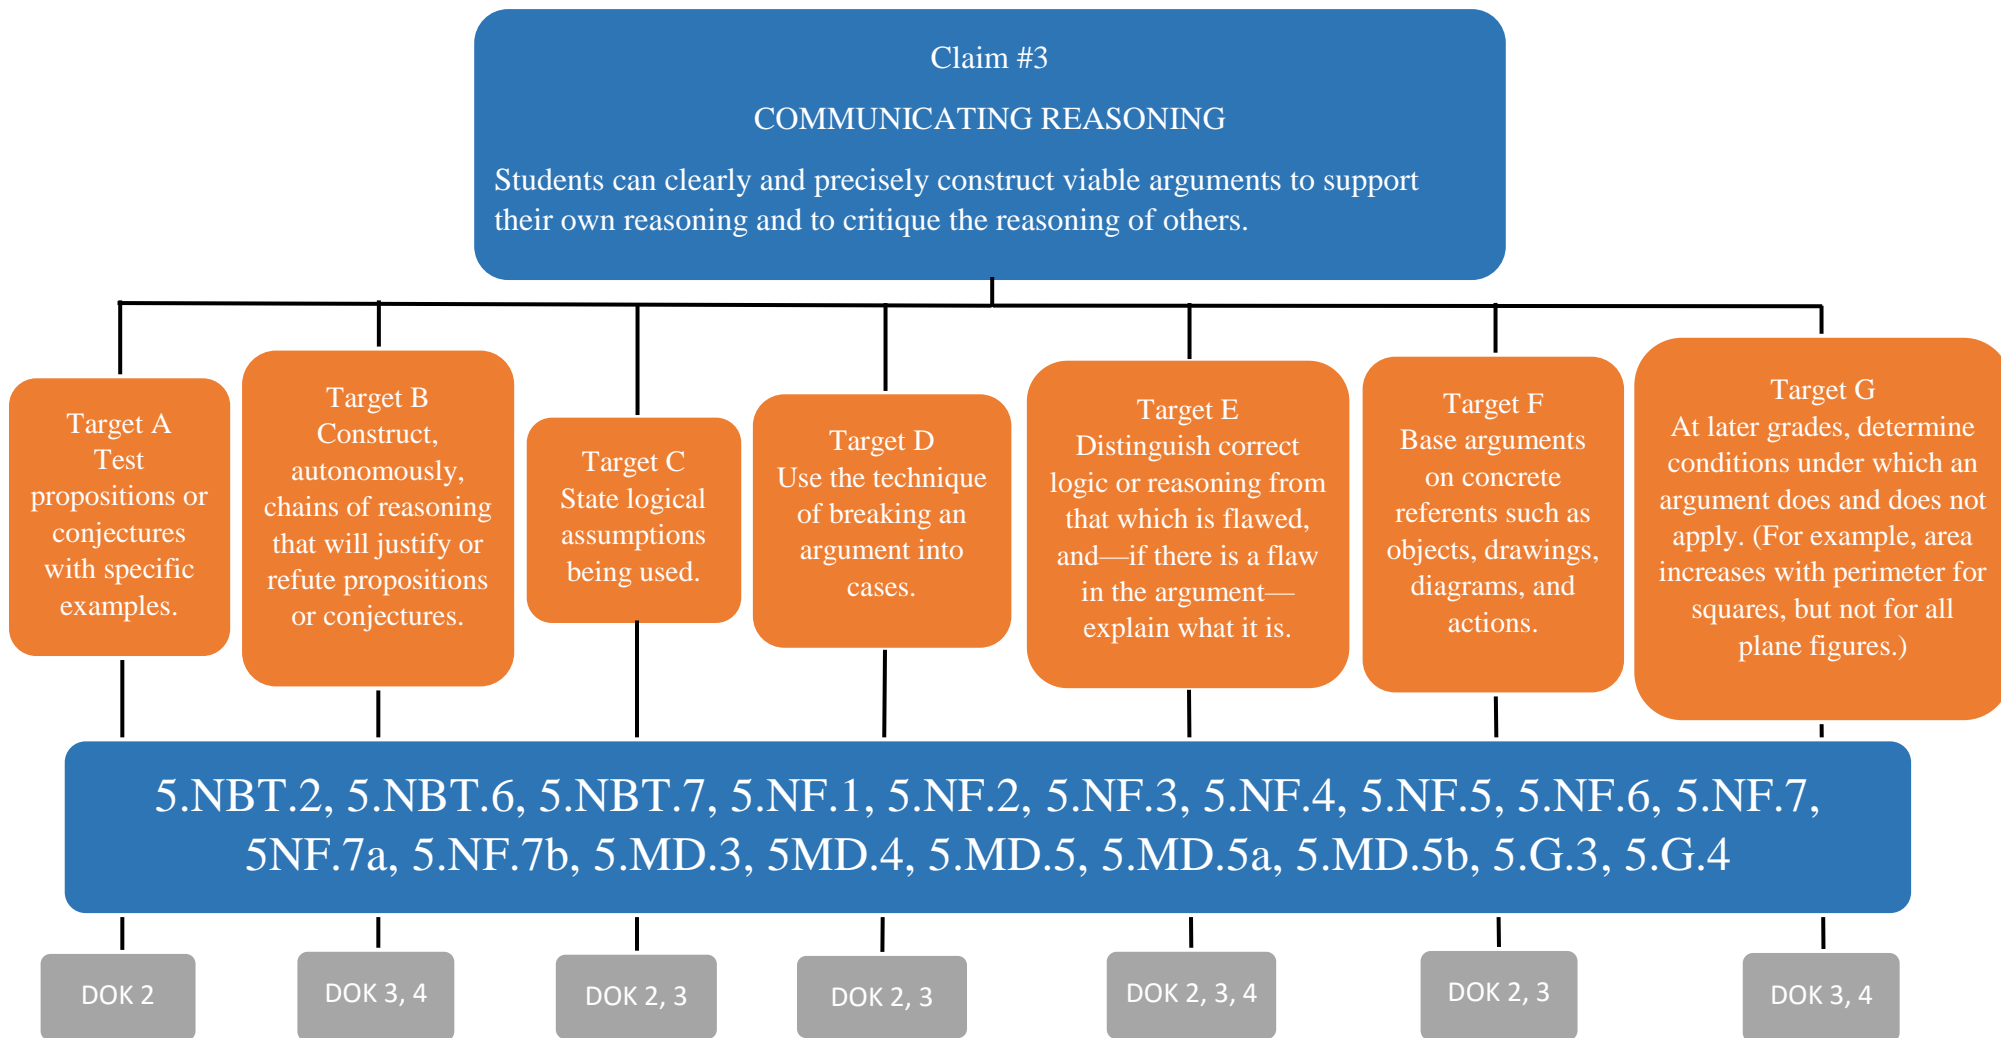 Claim #3
COMMUNICATING REASONING
Students can clearly and precisely construct viable arguments to support
their own reasoning and to critique the reasoning of others.
Target A
Test
propositions or
conjectures
with specific
examples.
Target B
Construct,
autonomously,
chains of reasoning
that will justify or
refute propositions
or conjectures.
Target C
State logical
assumptions
being used.
Target D
Use the technique
of breaking an
argument into
cases.
Target E
Distinguish correct
logic or reasoning from
that which is flawed,
and—if there is a flaw
in the argument—
explain what it is.
Target F
Base arguments
on concrete
referents such as
objects, drawings,
diagrams, and
actions.
Target G
At later grades, determine
conditions under which an
argument does and does not
apply. (For example, area
increases with perimeter for
squares, but not for all
plane figures.)
5.NBT.2, 5.NBT.6, 5.NBT.7, 5.NF.1, 5.NF.2, 5.NF.3, 5.NF.4, 5.NF.5, 5.NF.6, 5.NF.7,
5NF.7a, 5.NF.7b, 5.MD.3, 5MD.4, 5.MD.5, 5.MD.5a, 5.MD.5b, 5.G.3, 5.G.4
DOK 2
DOK 3, 4
DOK 2, 3
DOK 2, 3
DOK 2, 3, 4
DOK 2, 3
DOK 3, 4